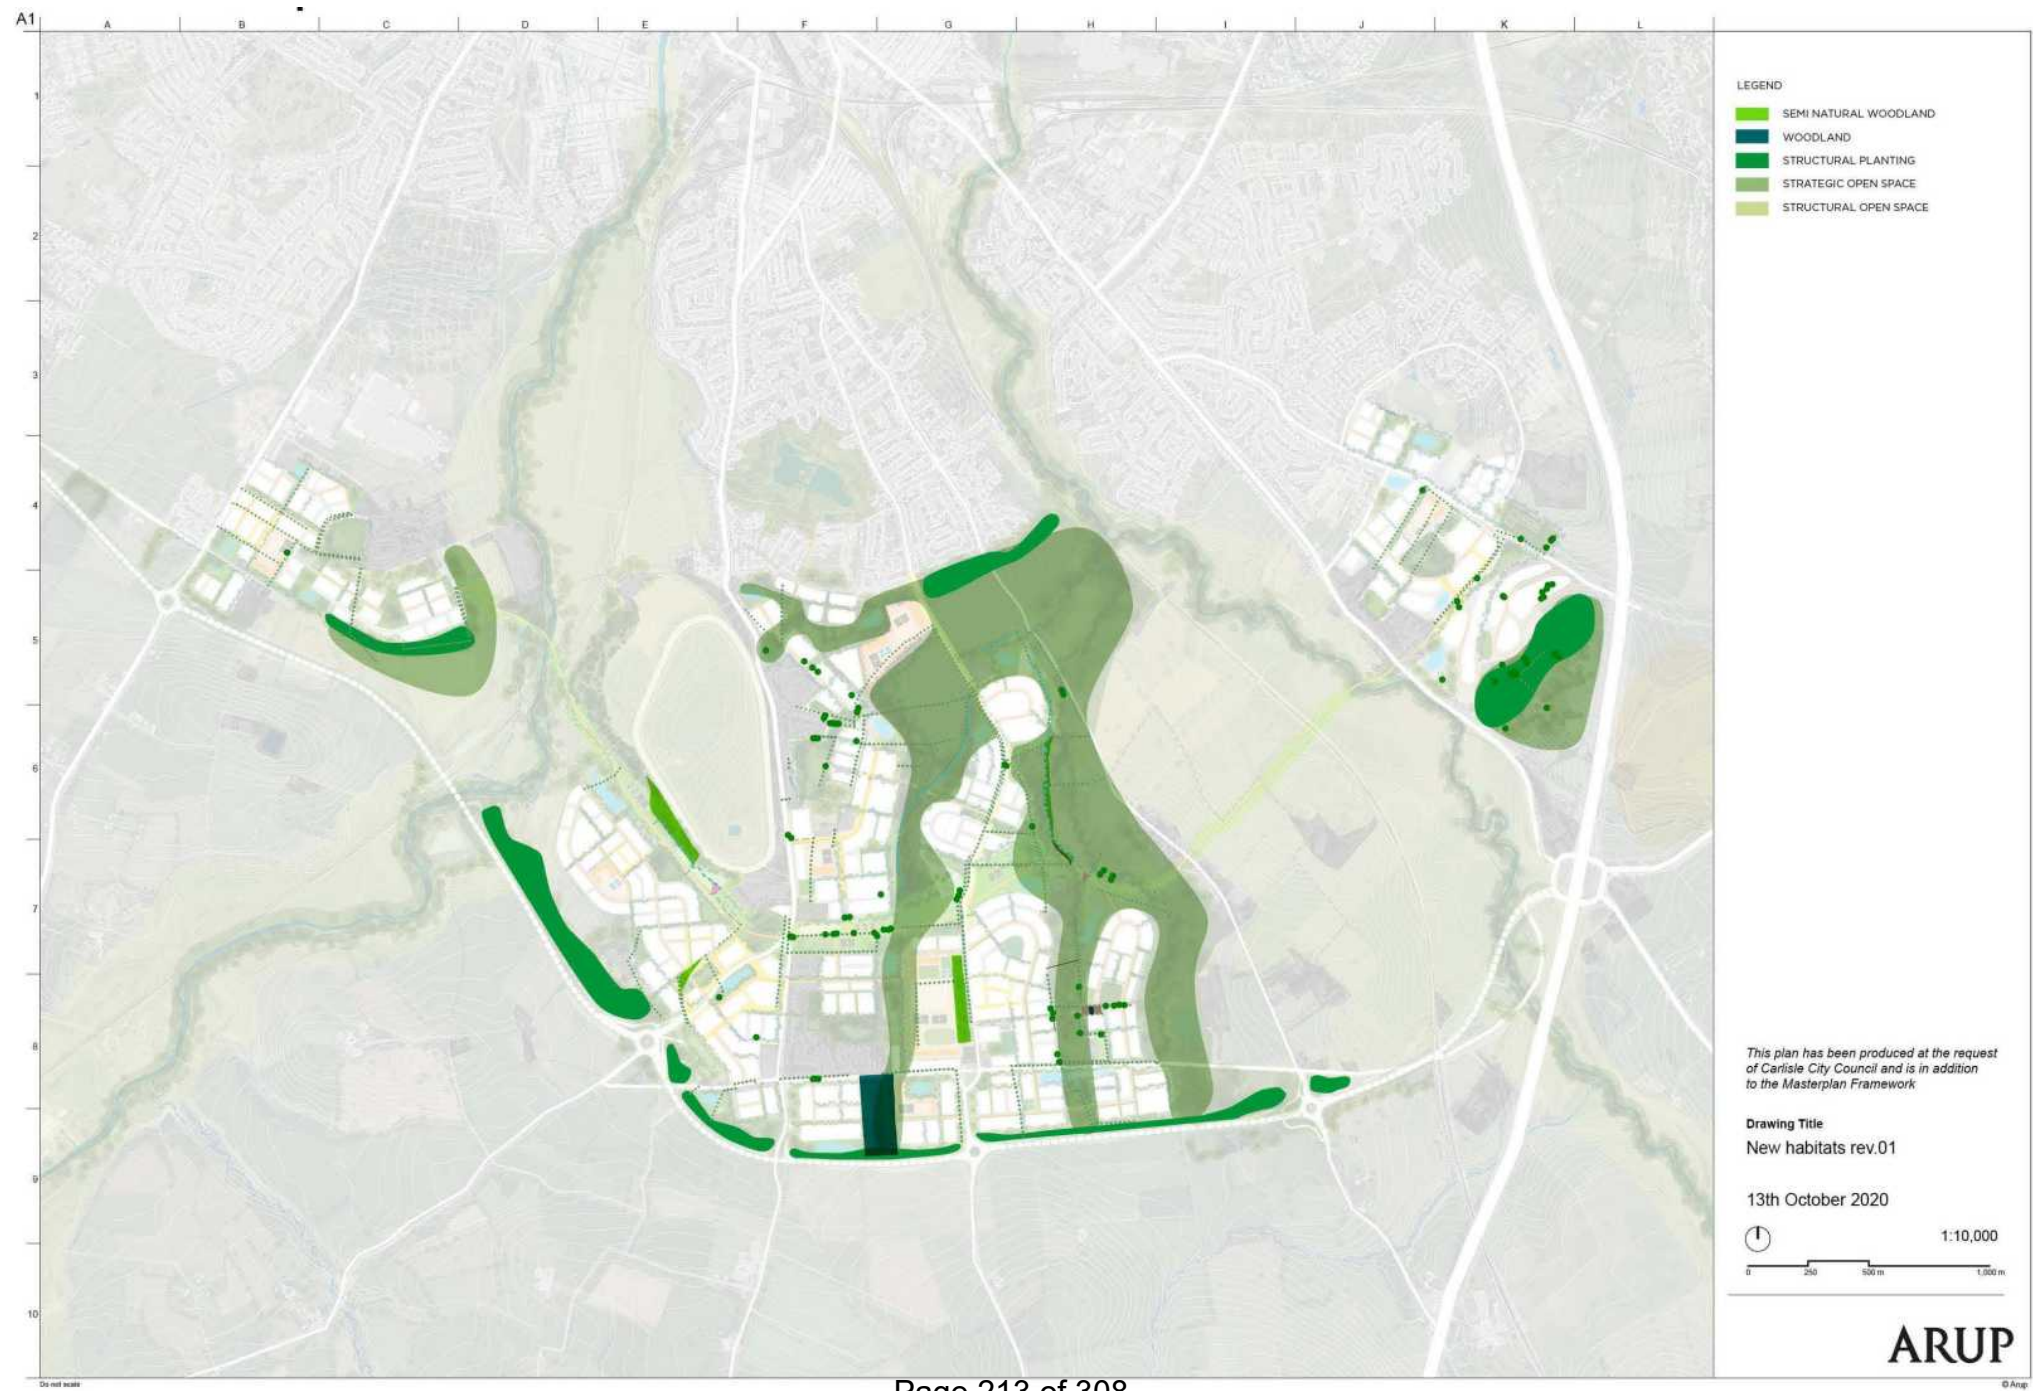 A1
A B C D E F G H I J K L
1
2
3
4
5
6
7
8
9
10
LEGEND
SEMI NATURAL WOODLAND
WOODLAND
STRUCTURAL PLANTING
STRATEGIC OPEN SPACE
STRUCTURAL OPEN SPACE
This plan has been produced at the request
of Carlisle City Council and is in addition
to the Masterplan Framework
Drawing Title
New habitats rev.01
13th October 2020
1:10,000
0 250 500 m 1,000 m
ARUP
Do not scale
© Arup
Page 213 of 308